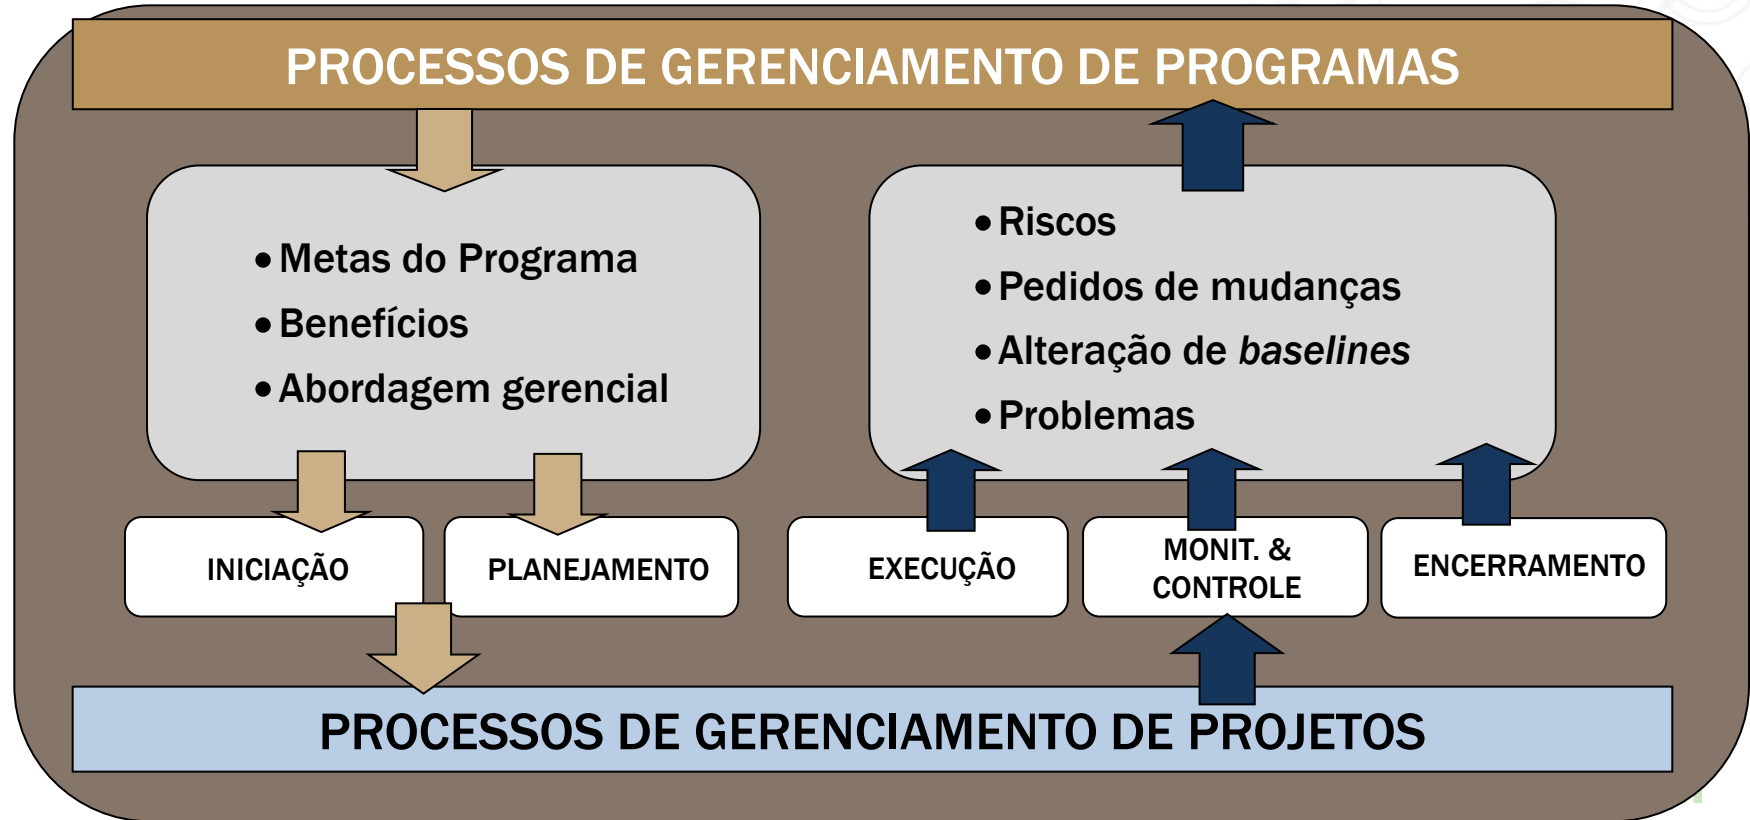 PROCESSOS DE GERENCIAMENTO DE PROGRAMAS
• Metas do Programa
• Benefícios
• Abordagem gerencial
• Riscos
• Pedidos de mudanças
• Alteração de baselines
• Problemas
INICIAÇÃO
PLANEJAMENTO
EXECUÇÃO
MONIT. &
CONTROLE
ENCERRAMENTO
PROCESSOS DE GERENCIAMENTO DE PROJETOS